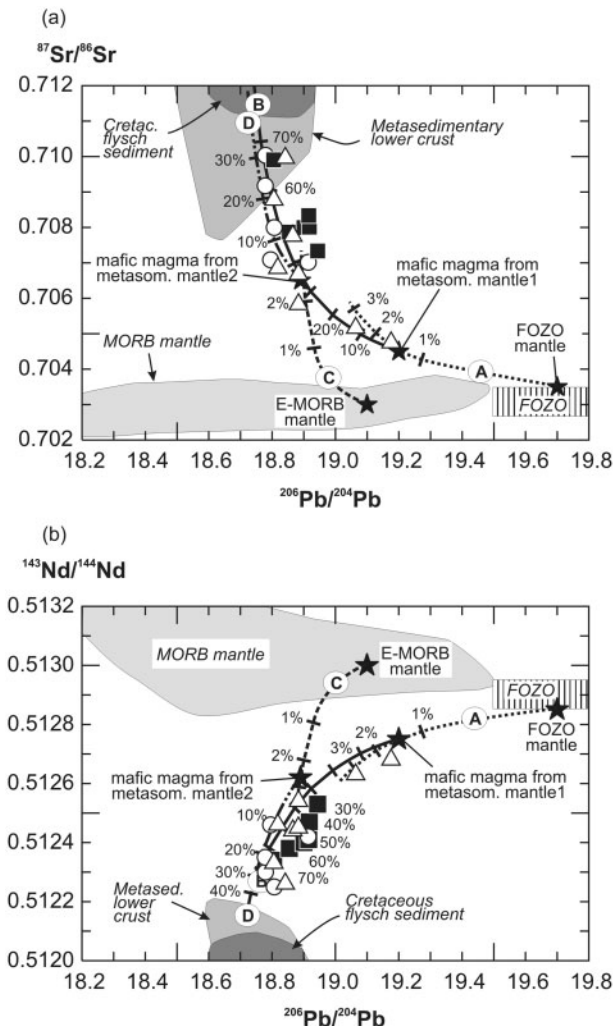 (a)
87Sr/86Sr
0.712
0.710
0.708
0.706
0.704
0.702
Cretac.
flysch
sediment
B
D
70%
30%
Metasedimentary
lower crust
20%
60%
10%
mafic magma from
metasom. mantle2
mafic magma from
metasom. mantle1
2%
3%
2%
20%
10%
1%
1%
FOZO
mantle
MORB mantle
C
A
E-MORB
mantle
FOZO
18.2 18.4 18.6 18.8 19.0 19.2 19.4 19.6 19.8
206Pb/204Pb
(b)
143Nd/144Nd
0.5132
0.5130
0.5128
0.5126
0.5124
0.5122
0.5120
MORB mantle
E-MORB
mantle
FOZO
C
A
1%
1%
2%
FOZO
mantle
2%
3%
mafic magma from
metasom. mantle2
mafic magma from
metasom. mantle1
10%
30%
40%
20%
50%
30%
60%
B
40%
70%
Metased.
lower
crust
D
Cretaceous
flysch sediment
18.2 18.4 18.6 18.8 19.0 19.2 19.4 19.6 19.8
206Pb/204Pb